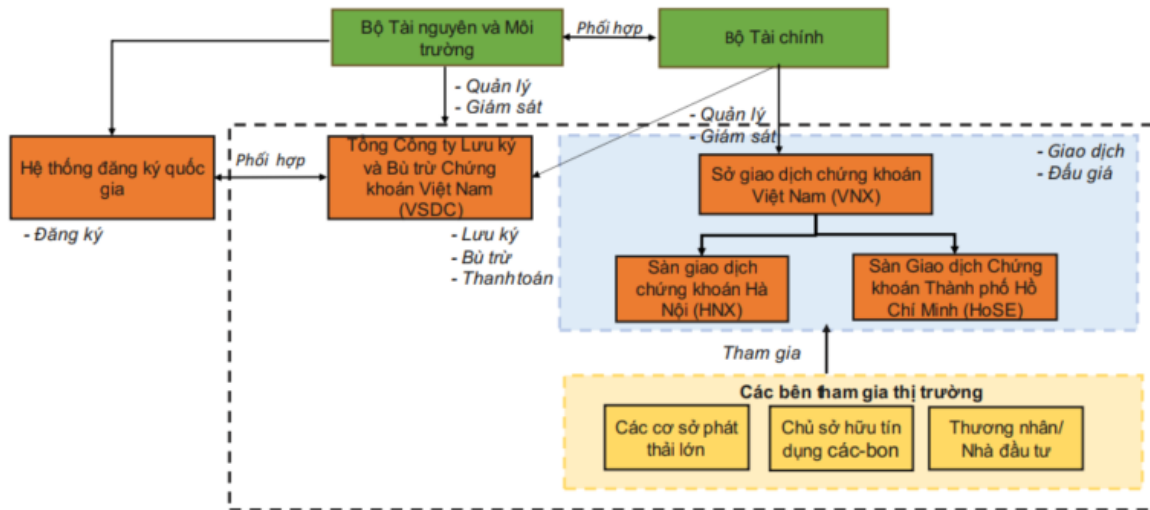 Bộ Tài nguyên và Môi
trường
Phối hợp
Bộ Tài chính
- Quản lý
- Giám sát
- Quản lý
- Giám sát
Hệ thống đăng ký quốc
gia
- Đăng ký
Phối hợp
Tổng Công ty Lưu ký
và Bù trừ Chứng
khoán Việt Nam
(VSDC)
- Lưu ký
- Bù trừ
- Thanh toán
- Giao dịch
- Đấu giá
Sở giao dịch chứng khoán
Việt Nam (VNX)
Sàn giao dịch
chứng khoán Hà
Nội (HNX)
Sàn Giao dịch Chứng
khoán Thành phố Hồ
Chí Minh (HoSE)
Tham gia
Các bên tham gia thị trường
Các cơ sở phát
thải lớn
Chủ sở hữu tín
dụng các-bon
Thương nhân/
Nhà đầu tư